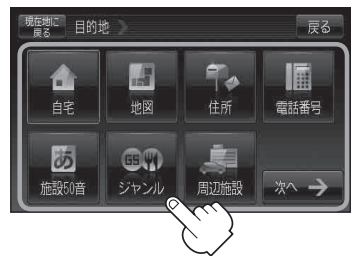 現在地に
戻る
目的地
戻る
自宅
地図
住所
電話番号
あ
GS
施設50音
ジャンル
周辺施設
次へ